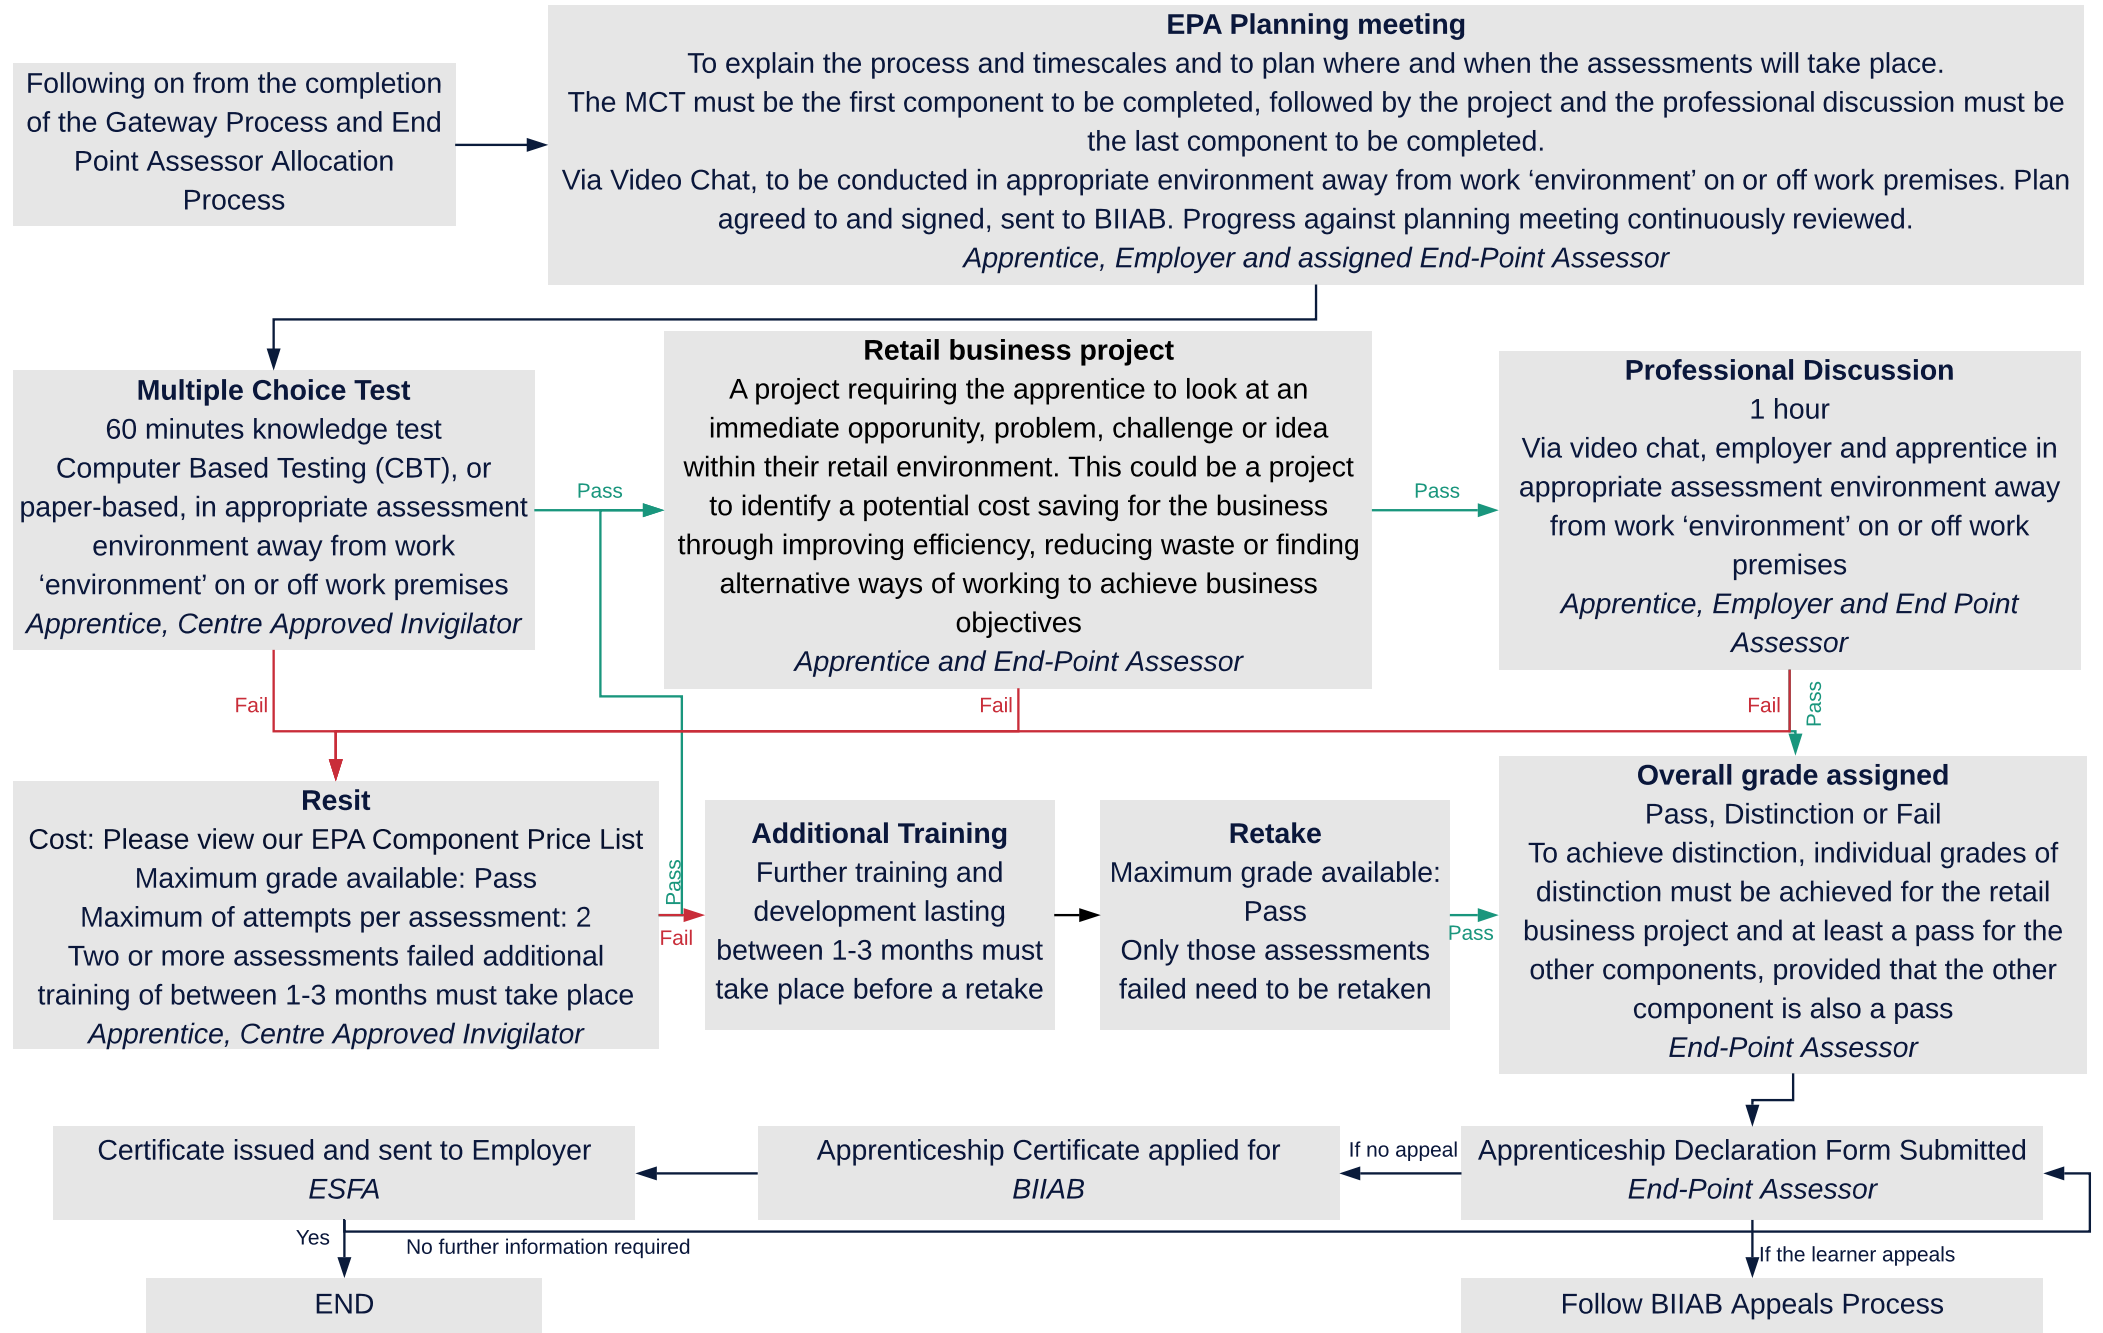 Following on from the completion
of the Gateway Process and End
Point Assessor Allocation
Process
EPA Planning meeting
To explain the process and timescales and to plan where and when the assessments will take place.
The MCT must be the first component to be completed, followed by the project and the professional discussion must be
the last component to be completed.
Via Video Chat, to be conducted in appropriate environment away from work ‘environment’ on or off work premises. Plan
agreed to and signed, sent to BIIAB. Progress against planning meeting continuously reviewed.
Apprentice, Employer and assigned End-Point Assessor
Multiple Choice Test
60 minutes knowledge test
Computer Based Testing (CBT), or
paper-based, in appropriate assessment
environment away from work
‘environment’ on or off work premises
Apprentice, Centre Approved Invigilator
Pass
Retail business project
A project requiring the apprentice to look at an
immediate opporunity, problem, challenge or idea
within their retail environment. This could be a project
to identify a potential cost saving for the business
through improving efficiency, reducing waste or finding
alternative ways of working to achieve business
objectives
Apprentice and End-Point Assessor
Pass
Professional Discussion
1 hour
Via video chat, employer and apprentice in
appropriate assessment environment away
from work ‘environment’ on or off work
premises
Apprentice, Employer and End Point
Assessor
Fail
Fail
Fail
Pass
Resit
Cost: Please view our EPA Component Price List
Maximum grade available: Pass
Maximum of attempts per assessment: 2
Two or more assessments failed additional
training of between 1-3 months must take place
Apprentice, Centre Approved Invigilator
Pass
Fail
Additional Training
Further training and
development lasting
between 1-3 months must
take place before a retake
Retake
Maximum grade available:
Pass
Only those assessments
failed need to be retaken
Pass
Overall grade assigned
Pass, Distinction or Fail
To achieve distinction, individual grades of
distinction must be achieved for the retail
business project and at least a pass for the
other components, provided that the other
component is also a pass
End-Point Assessor
Certificate issued and sent to Employer
ESFA
Apprenticeship Certificate applied for
BIIAB
If no appeal
Apprenticeship Declaration Form Submitted
End-Point Assessor
Yes
No further information required
If the learner appeals
END
Follow BIIAB Appeals Process